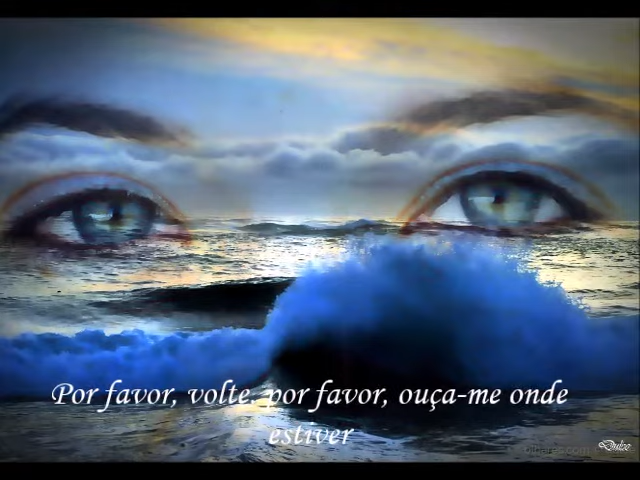 Por favor, volte, por favor, ouça-me onde
estiver
Dulce